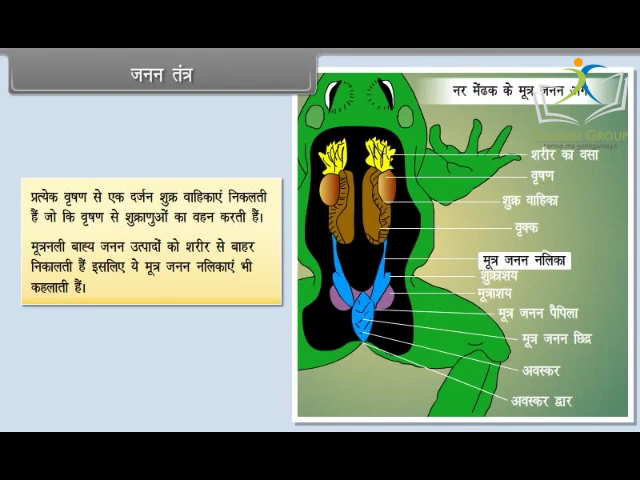 जनन तंत्र
नर मेंढक के मूत्र जनन अंग
प्रत्येक वृषण से एक दर्जन शुक्र वाहिकाएं निकलती
हैं जो कि वृषण से शुक्राणुओं का वहन करती हैं।
मूत्रनली बाह्य जनन उत्पादों को शरीर से बाहर
निकालती हैं इसलिए ये मूत्र जनन नलिकाएं भी
कहलाती हैं।
शरीर का वसा
वृषण
शुक्र वाहिका
वृक्क
मूत्र जनन नलिका
शुक्राशय
मूत्राशय
मूत्र जनन पैपिला
मूत्र जनन छिद्र
अवस्कर
अवस्कर द्वार